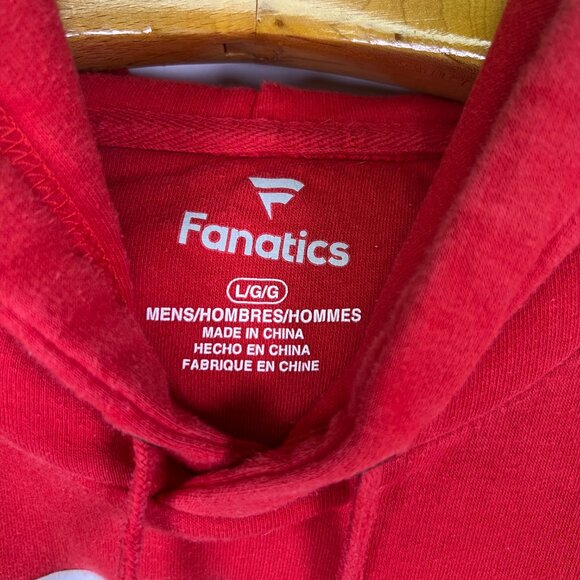 Fanatics
L/G/G
MENS/HOMBRES/HOMMES
MADE IN CHINA
HECHO EN CHINA
FABRIQUE EN CHINE